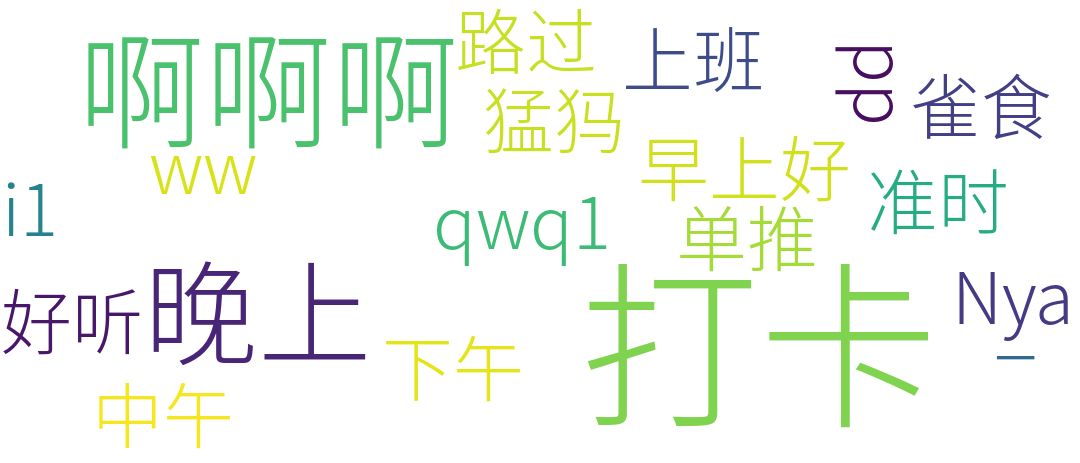 路过
啊啊啊
上班
dd
雀食
猛犸
早上好
ww
准时
i1
qwq1
单推
晚上
打卡
Nya
好听
下午
一
中午